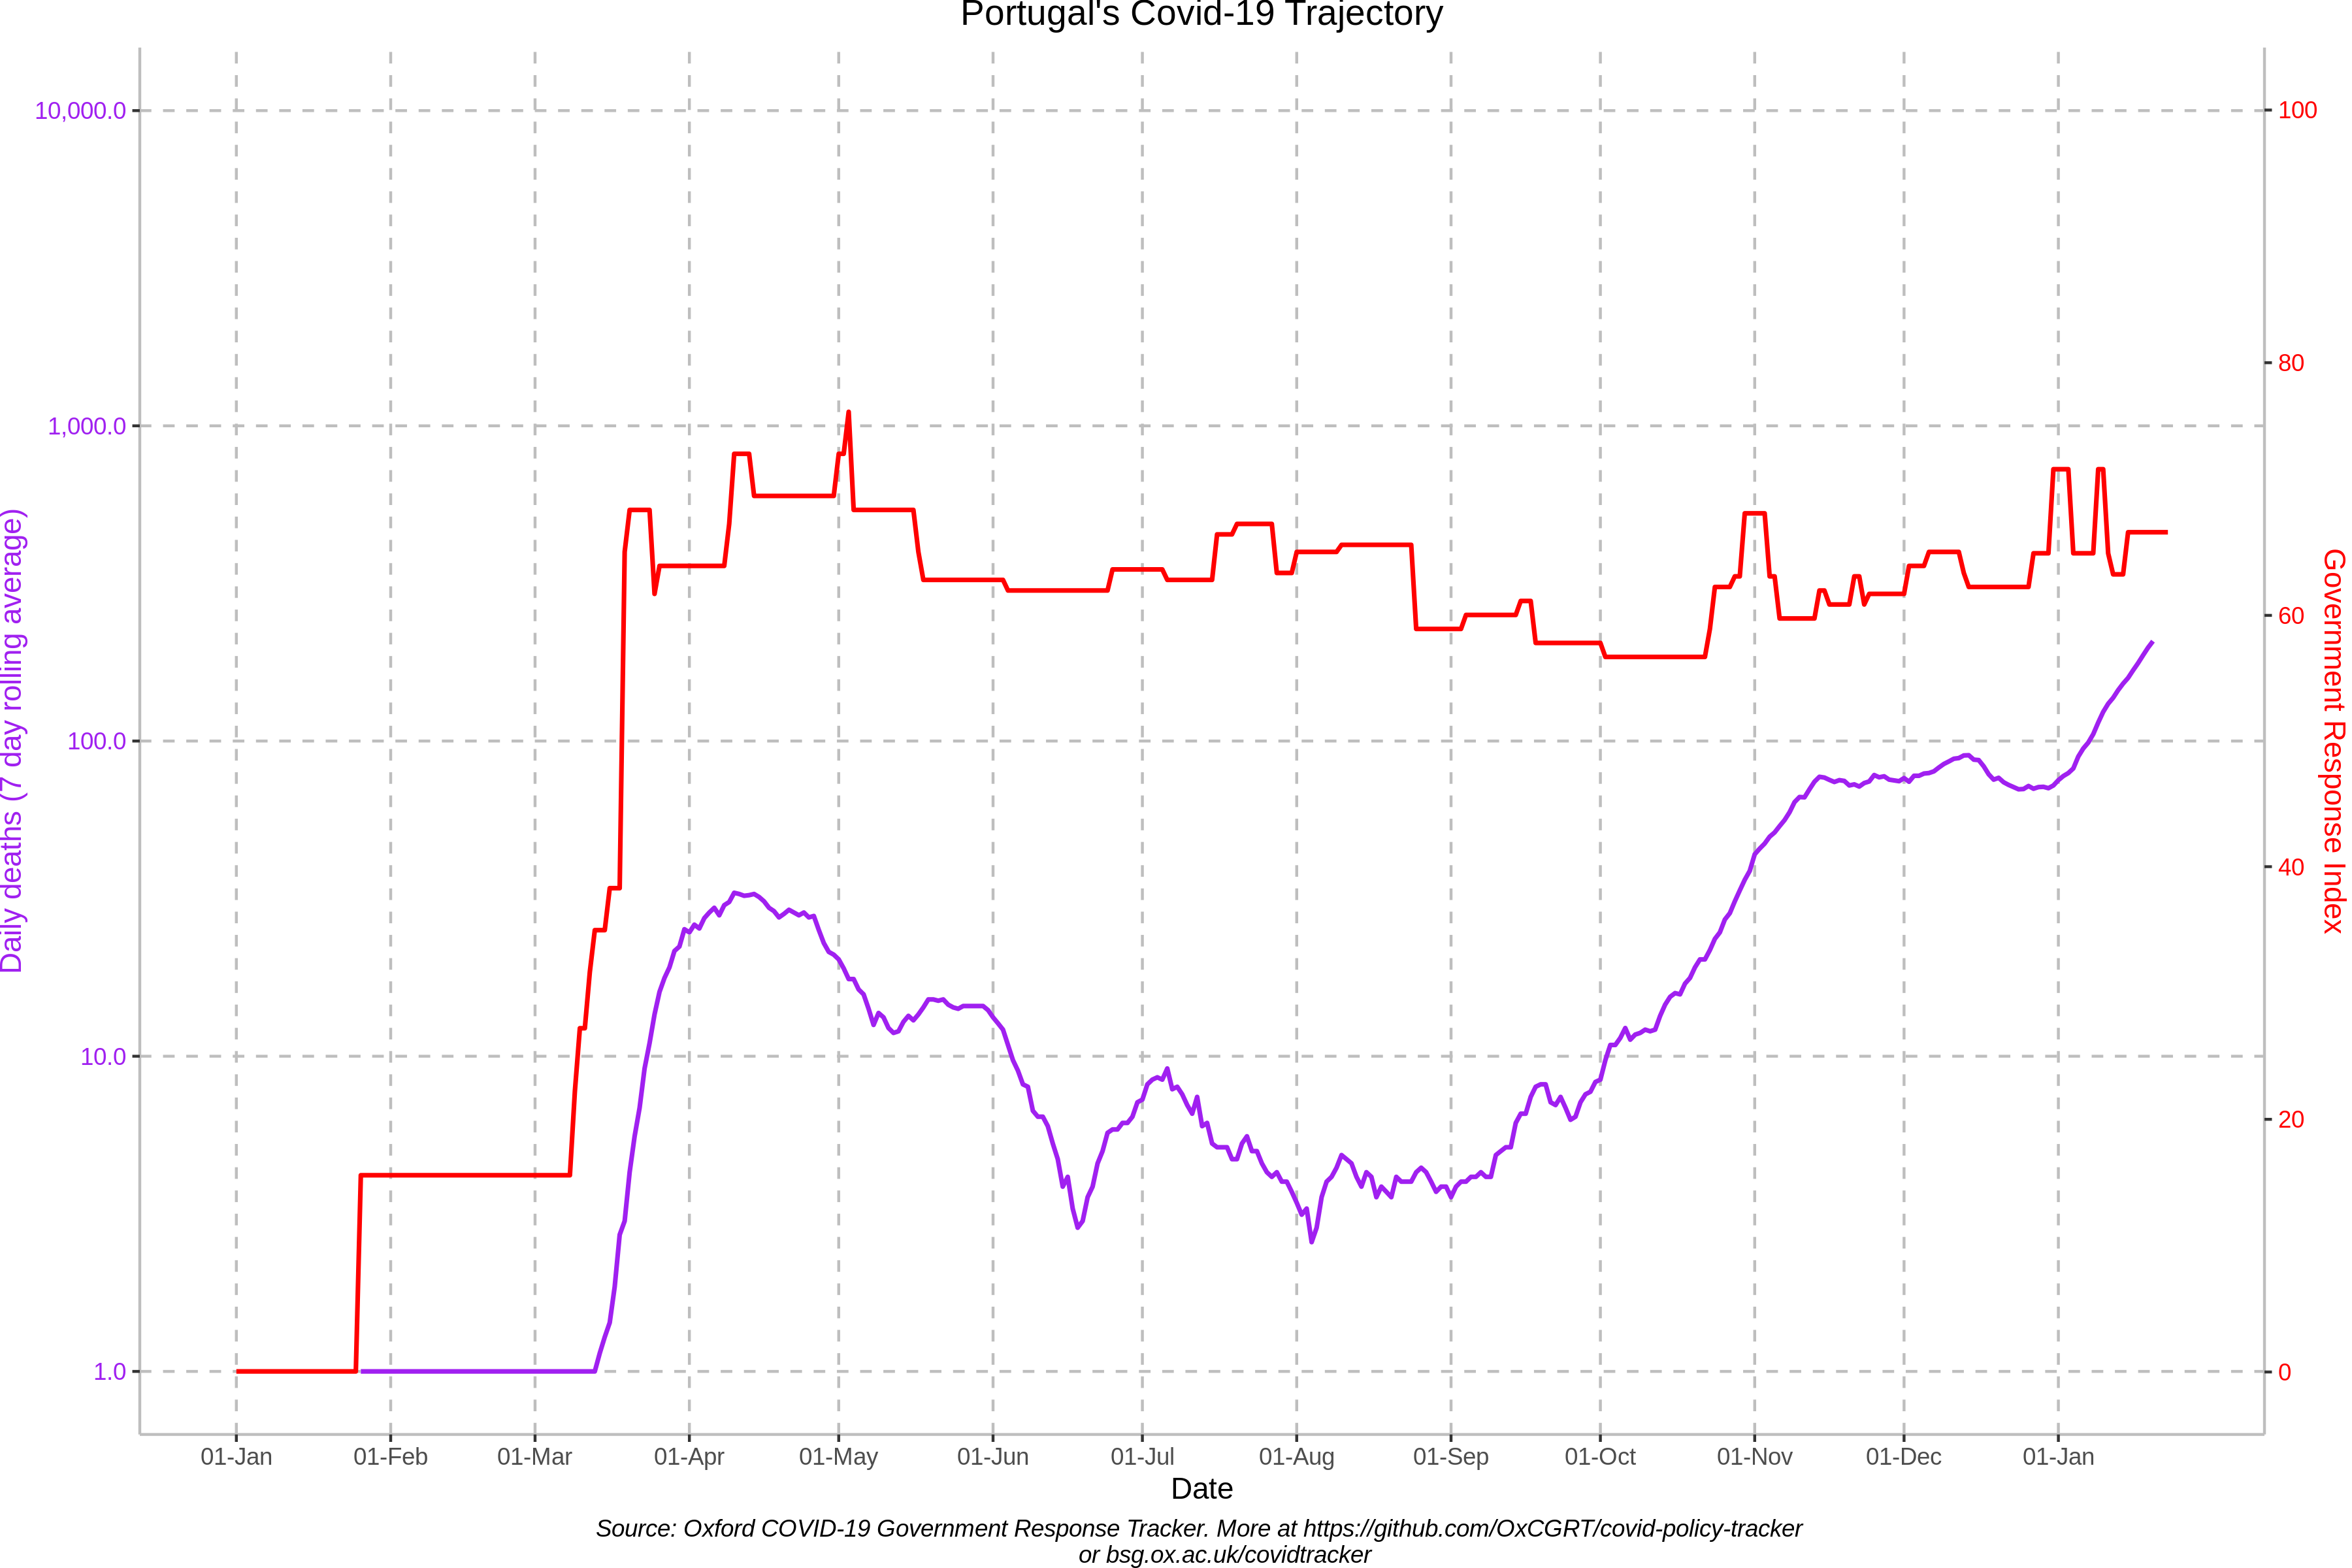 Portugal's Covid-19 Trajectory
10,000.0
1,000.0
100.0
10.0
1.0
Daily deaths (7 day rolling average)
100
80
60
40
20
0
Government Response Index
01-Jan 01-Feb 01-Mar 01-Apr 01-May 01-Jun 01-Jul 01-Aug 01-Sep 01-Oct 01-Nov 01-Dec 01-Jan
Date
Source: Oxford COVID-19 Government Response Tracker. More at https://github.com/OxCGRT/covid-policy-tracker
or bsg.ox.ac.uk/covidtracker